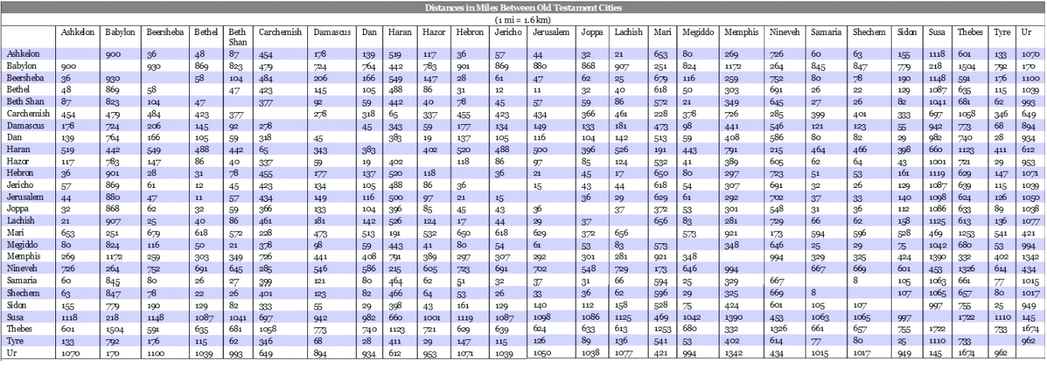 Distances in Miles Between Old Testament Cities
(1 mi = 1.6km)
Ashkelon Babylon Beersheba Bethel Beth Shan Carchemish Damascus Dan Haran Hazor Hebron Jericho Jerusalem Joppa Lachish Mari Megiddo Memphis Nineveh Samaria Shechem Sidon Susa Thebes Tyre Ur
Ashkelon 900 36 48 87 454 178 139 519 117 36 57 44 32 21 653 80 269 726 60 63 155 1118 601 133 1070
Babylon 900 930 869 823 479 724 764 442 783 901 869 880 868 907 251 824 1172 264 845 847 779 218 1504 792 170
Beersheba 36 930 58 104 484 206 166 549 147 28 61 47 62 25 679 116 259 752 80 78 190 1148 591 176 1100
Bethel 48 869 58 47 423 145 105 488 86 31 12 11 32 40 618 50 303 691 26 22 129 1087 635 115 1039
Beth Shan 87 823 104 47 377 92 59 442 40 78 45 57 59 86 572 21 349 645 27 26 82 1041 681 62 993
Carchemish 454 479 484 423 377 278 318 65 337 455 423 434 366 461 228 378 726 285 399 401 333 697 1058 346 649
Damascus 178 724 206 145 92 278 45 343 59 177 134 149 133 181 473 98 441 546 121 123 55 942 773 68 894
Dan 139 764 166 105 59 318 45 383 19 137 105 116 104 142 513 59 408 586 80 82 29 982 740 28 934
Haran 519 442 549 488 442 65 343 383 402 520 488 500 396 526 191 443 791 215 464 466 398 660 1123 411 612
Hazor 117 783 147 86 40 337 59 19 402 118 86 97 85 124 532 41 389 605 62 64 43 1001 721 29 953
Hebron 36 901 28 31 78 455 177 137 520 118 36 21 45 17 650 80 297 723 51 53 161 1119 629 147 1071
Jericho 57 869 61 12 45 423 134 105 488 86 36 15 43 44 618 54 307 691 32 26 129 1087 639 115 1039
Jerusalem 44 880 47 11 57 434 149 116 500 97 21 15 36 29 629 61 292 702 37 33 140 1098 624 126 1050
Joppa 32 868 62 32 59 366 133 104 396 85 45 43 36 37 372 53 301 548 31 36 112 1086 633 89 1038
Lachish 21 907 25 40 86 461 181 142 526 124 17 44 29 37 656 83 281 729 66 62 158 1125 613 136 1077
Mari 653 251 679 618 572 228 473 513 191 532 650 618 629 372 656 573 921 173 594 596 528 469 1253 541 421
Megiddo 80 824 116 50 21 378 98 59 443 41 80 54 61 53 83 573 348 646 25 29 75 1042 680 53 994
Memphis 269 1172 259 303 349 726 441 408 791 389 297 307 292 301 281 921 348 994 329 325 424 1390 332 402 1342
Nineveh 726 264 752 691 645 285 546 586 215 605 723 691 702 548 729 173 646 994 667 669 601 453 1326 614 434
Samaria 60 845 80 26 27 399 121 80 464 62 51 32 37 31 66 594 25 329 667 8 105 1063 661 77 1015
Shechem 63 847 78 22 26 401 123 82 466 64 53 26 33 36 62 596 29 325 669 8 107 1065 657 80 1017
Sidon 155 779 190 129 82 333 55 29 398 43 161 129 140 112 158 528 75 424 601 105 107 997 755 25 949
Susa 1118 218 1148 1087 1041 697 942 982 660 1001 1119 1087 1098 1086 1125 469 1042 1390 453 1063 1065 997 1722 1110 145
Thebes 601 1504 591 635 681 1058 773 740 1123 721 629 639 624 633 613 1253 680 332 1326 661 657 755 1722 733 1674
Tyre 133 792 176 115 62 346 68 28 411 29 147 115 126 89 136 541 53 402 614 77 80 25 1110 733 962
Ur 1070 170 1100 1039 993 649 894 934 612 953 1071 1039 1050 1038 1077 421 994 1342 434 1015 1017 949 145 1674 962